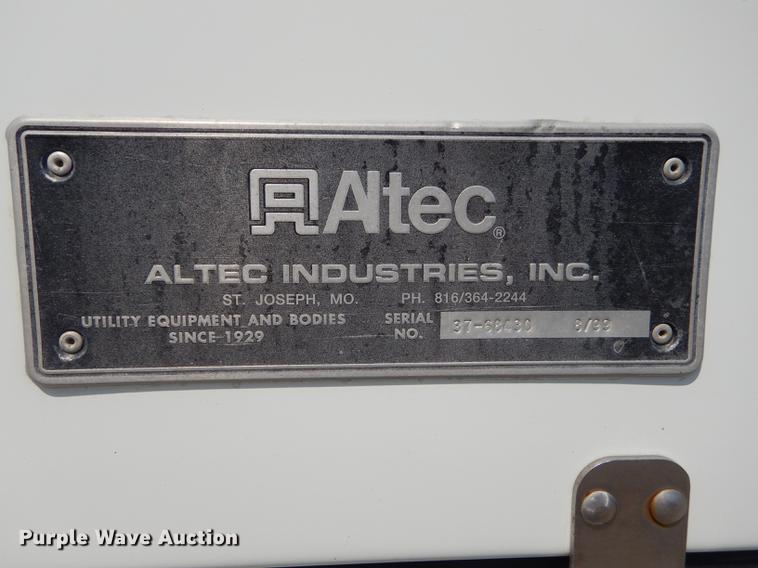 Altec®
ALTEC INDUSTRIES, INC.
ST. JOSEPH, MO. PH. 816/364-2244
UTILITY EQUIPMENT AND BODIES
SINCE 1929
SERIAL
NO.
Purple Wave Auction